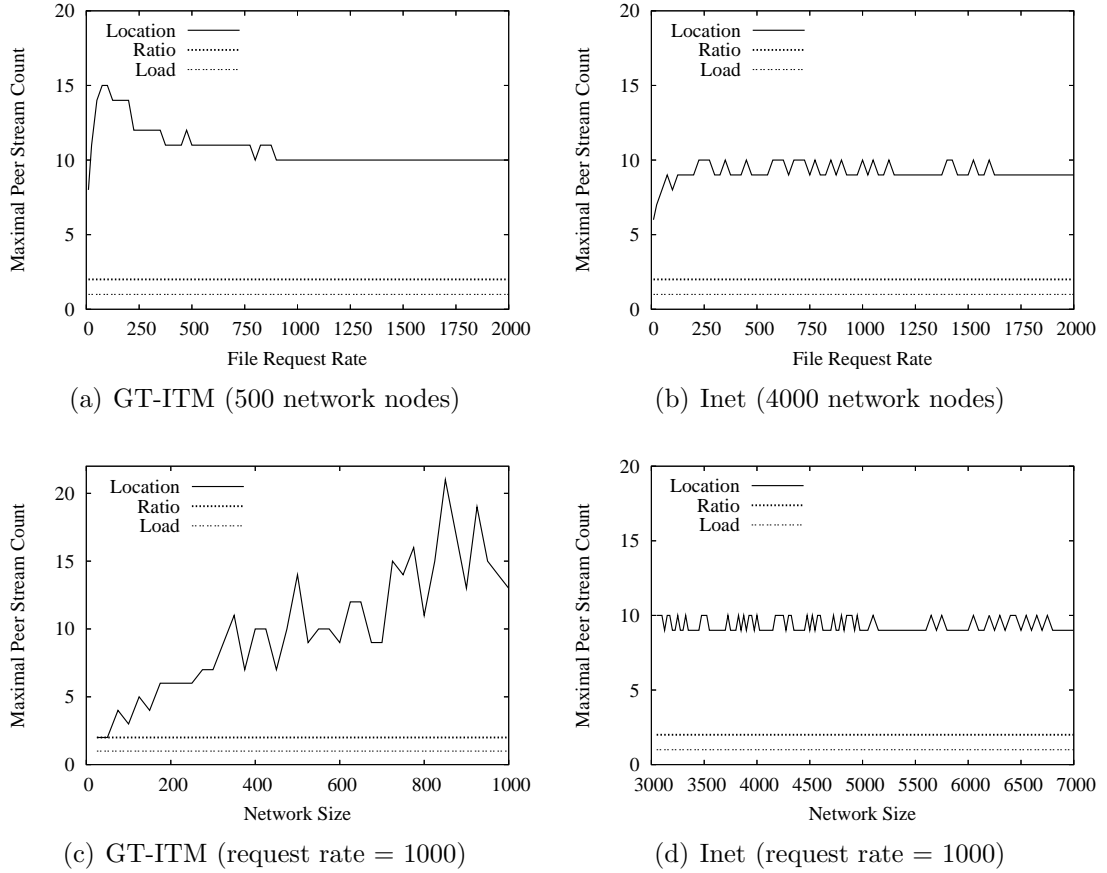 20
15
10
5
0
Maximal Peer Stream Count
Location
Ratio
Load
0 250 500 750 1000 1250 1500 1750 2000
File Request Rate
(a) GT-ITM (500 network nodes)
20
15
10
5
0
Maximal Peer Stream Count
Location
Ratio
Load
0 250 500 750 1000 1250 1500 1750 2000
File Request Rate
(b) Inet (4000 network nodes)
20
15
10
5
0
Maximal Peer Stream Count
Location
Ratio
Load
0 200 400 600 800 1000
Network Size
(c) GT-ITM (request rate = 1000)
20
15
10
5
0
Maximal Peer Stream Count
Location
Ratio
Load
3000 3500 4000 4500 5000 5500 6000 6500 7000
Network Size
(d) Inet (request rate = 1000)